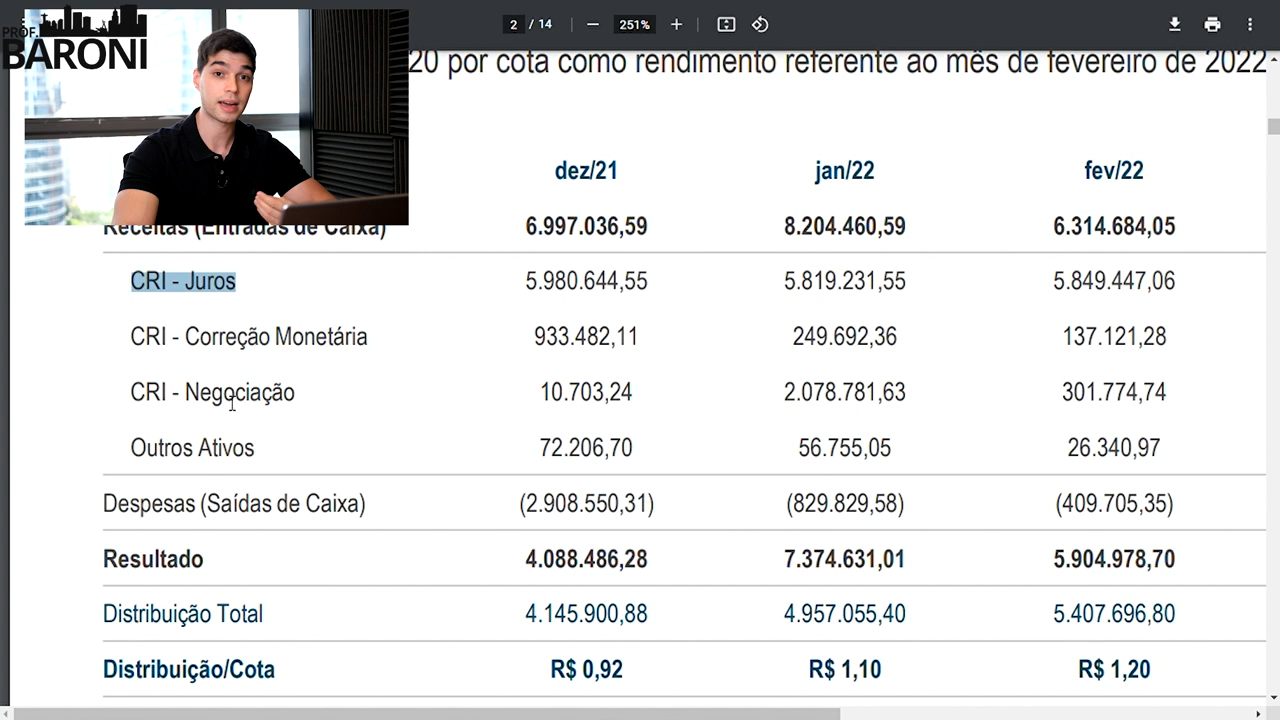 PROF.
BARONI
2 / 14
251%
20 por cota como rendimento referente ao mês de fevereiro de 2022
dez/21 jan/22 fev/22
Receitas (Entradas de Caixa) 6.997.036,59 8.204.460,59 6.314.684,05
CRI - Juros 5.980.644,55 5.819.231,55 5.849.447,06
CRI - Correção Monetária 933.482,11 249.692,36 137.121,28
CRI - Negociação 10.703,24 2.078.781,63 301.774,74
Outros Ativos 72.206,70 56.755,05 26.340,97
Despesas (Saídas de Caixa) (2.908.550,31) (829.829,58) (409.705,35)
Resultado 4.088.486,28 7.374.631,01 5.904.978,70
Distribuição Total 4.145.900,88 4.957.055,40 5.407.696,80
Distribuição/Cota R$ 0,92 R$ 1,10 R$ 1,20